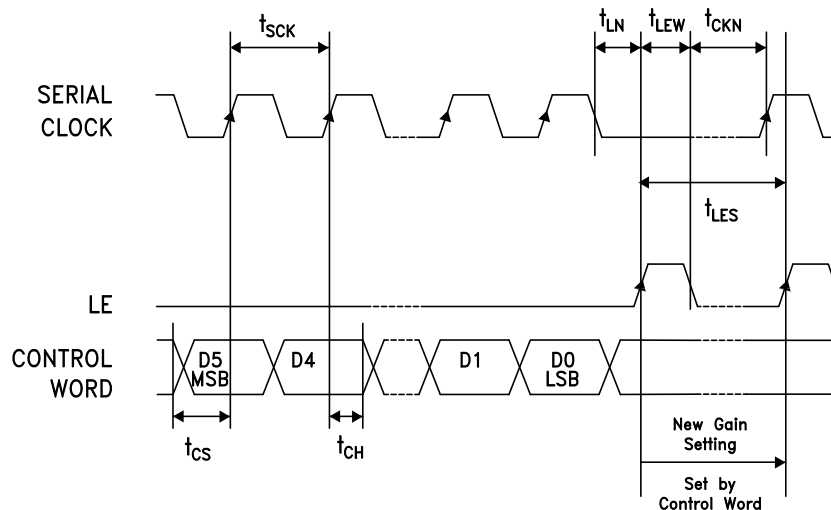 tSCK
tLN
tLEW
tCKN
SERIAL
CLOCK
tLES
LE
CONTROL
WORD
D5
MSB
D4
D1
D0
LSB
tCS
tCH
New Gain
Setting
Set by
Control Word